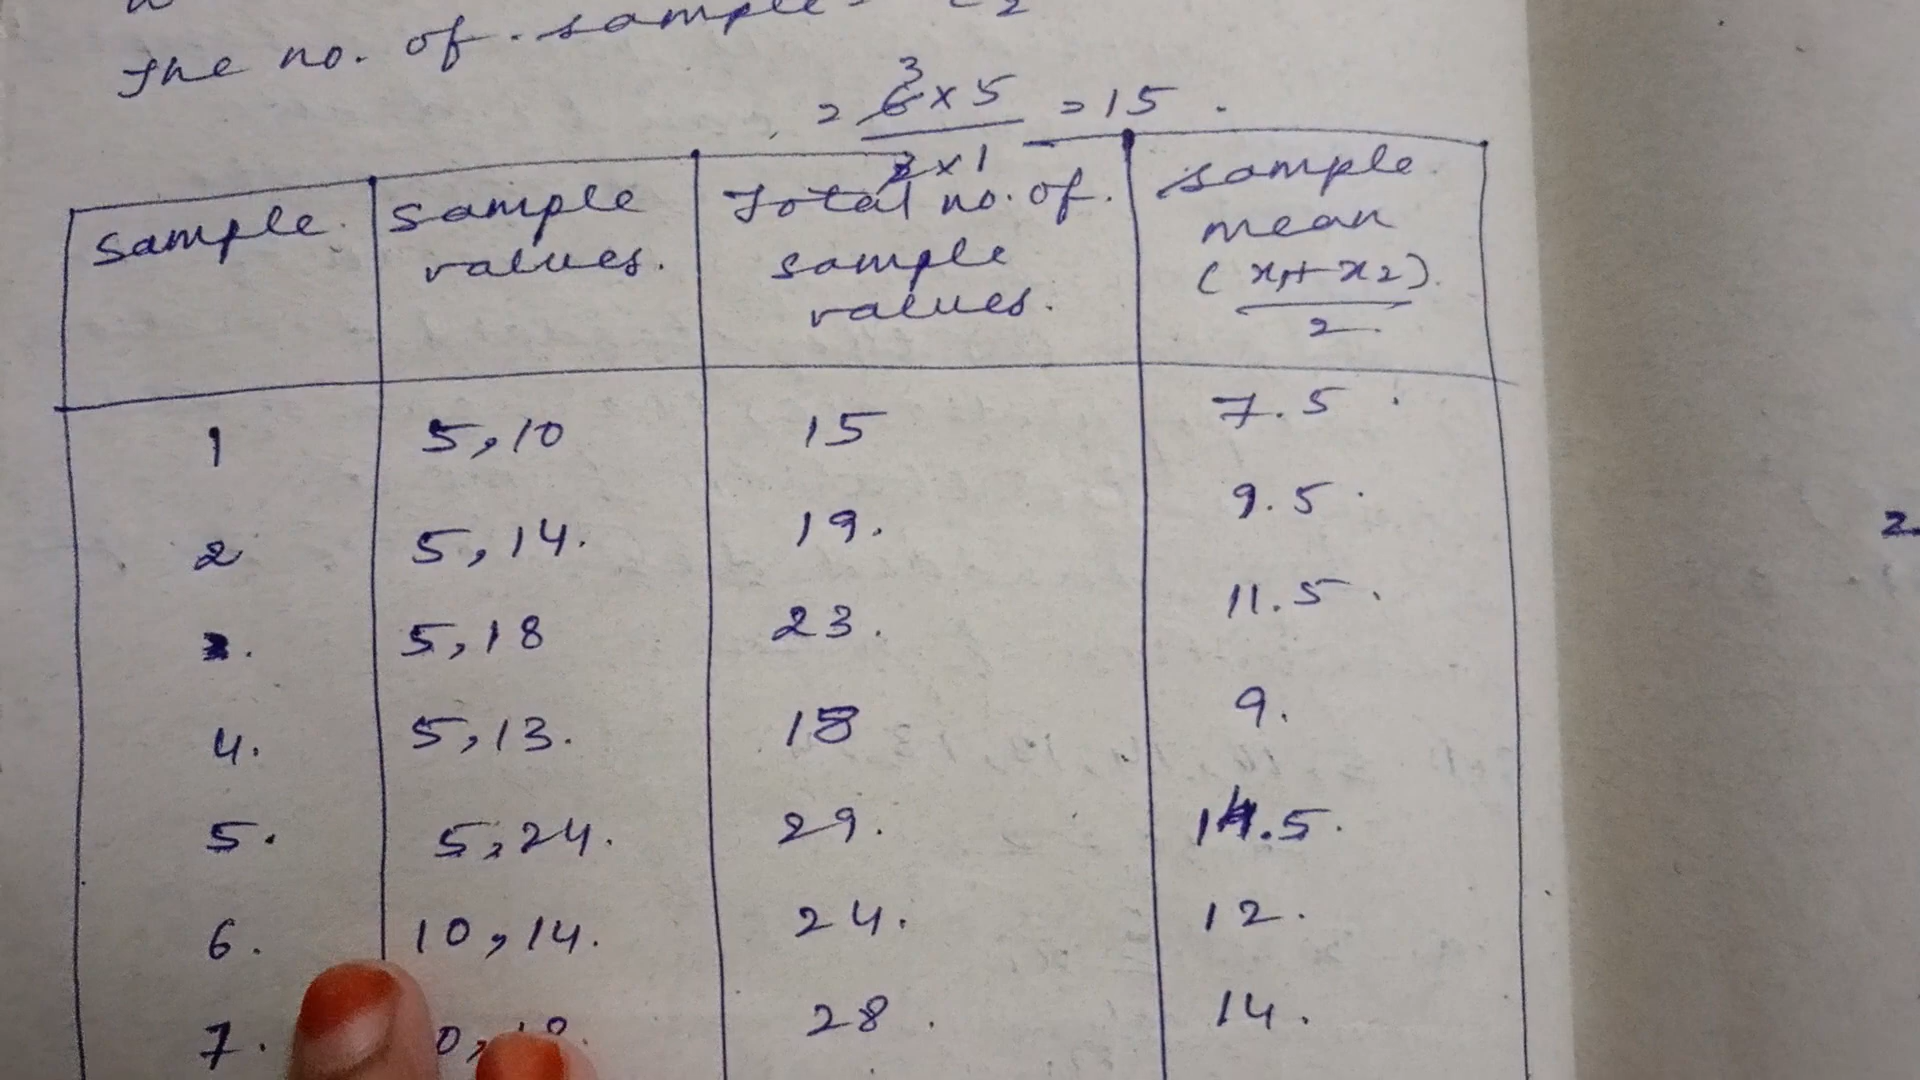 The no. of. sample
= 6 3 x 5 = 15 .
2 x 1
Sample. Sample values. Total no. of. sample values. Sample. mean (x1 + x2). 2
1 5, 10 15 7.5
2 5, 14. 19. 9.5.
3. 5, 18 23. 11.5.
4. 5, 13. 18 9.
5. 5, 24. 29. 14.5.
6. 10, 14. 24. 12.
7. 28. 14.
2.